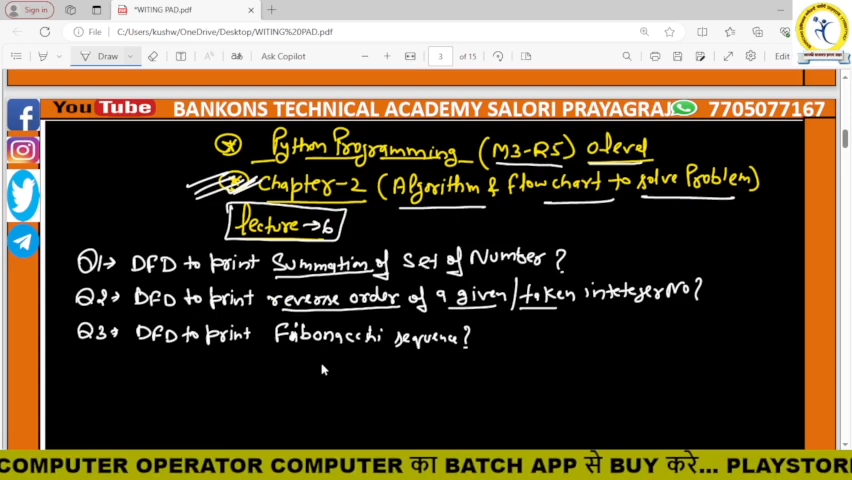 Sign in
*WITING PAD.pdf
File
C:/Users/kushw/OneDrive/Desktop/WITING%20PAD.pdf
Draw
Ask Copilot
3 of 15
Edit
You Tube BANKONS TECHNICAL ACADEMY SALORI PRAYAGRAJ 7705077167
Python Programming (M3-R5) O level
Chapter-2 (Algorithm & flow chart to solve Problem)
lecture → 6
Q1→ DFD to print Summation of Set of Number?
Q2→ DFD to print reverse order of a given/taken inteteger No?
Q3→ DFD to print Fibonacchi sequence?
COMPUTER OPERATOR COMPUTER का BATCH APP से BUY करे... PLAYSTORE